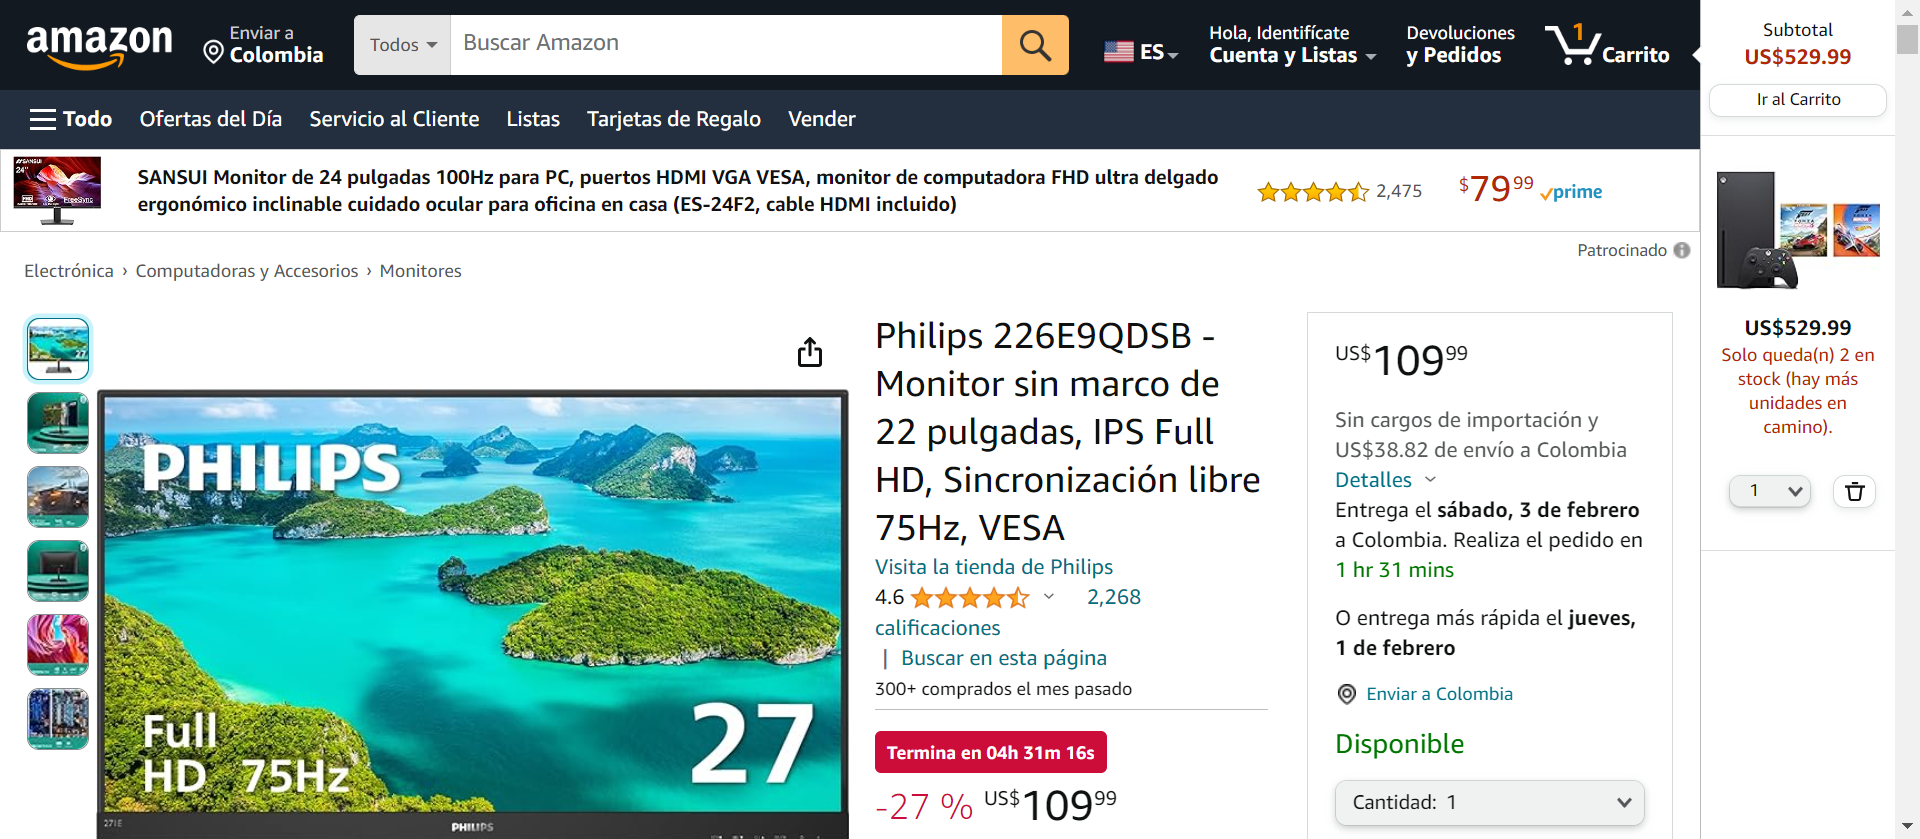 amazon
Enviar a
Colombia
Todos
Buscar Amazon
ES
Hola, Identifícate
Cuenta y Listas
Devoluciones
y Pedidos
1
Carrito
Subtotal
US$529.99
Ir al Carrito
Todo
Ofertas del Día
Servicio al Cliente
Listas
Tarjetas de Regalo
Vender
SANSUI
24"
FreeSync
SANSUI Monitor de 24 pulgadas 100Hz para PC, puertos HDMI VGA VESA, monitor de computadora FHD ultra delgado
ergonómico inclinable cuidado ocular para oficina en casa (ES-24F2, cable HDMI incluido)
2,475
$7999
prime
Patrocinado
Electrónica › Computadoras y Accesorios › Monitores
PHILIPS
Full
HD 75Hz
27
271E
PHILIPS
Philips 226E9QDSB -
Monitor sin marco de
22 pulgadas, IPS Full
HD, Sincronización libre
75Hz, VESA
Visita la tienda de Philips
4.6
2,268
calificaciones
| Buscar en esta página
300+ comprados el mes pasado
Termina en 04h 31m 16s
-27 % US$10999
US$10999
Sin cargos de importación y
US$38.82 de envío a Colombia
Detalles
Entrega el sábado, 3 de febrero
a Colombia. Realiza el pedido en
1 hr 31 mins
O entrega más rápida el jueves,
1 de febrero
Enviar a Colombia
Disponible
Cantidad: 1
US$529.99
Solo queda(n) 2 en
stock (hay más
unidades en
camino).
1